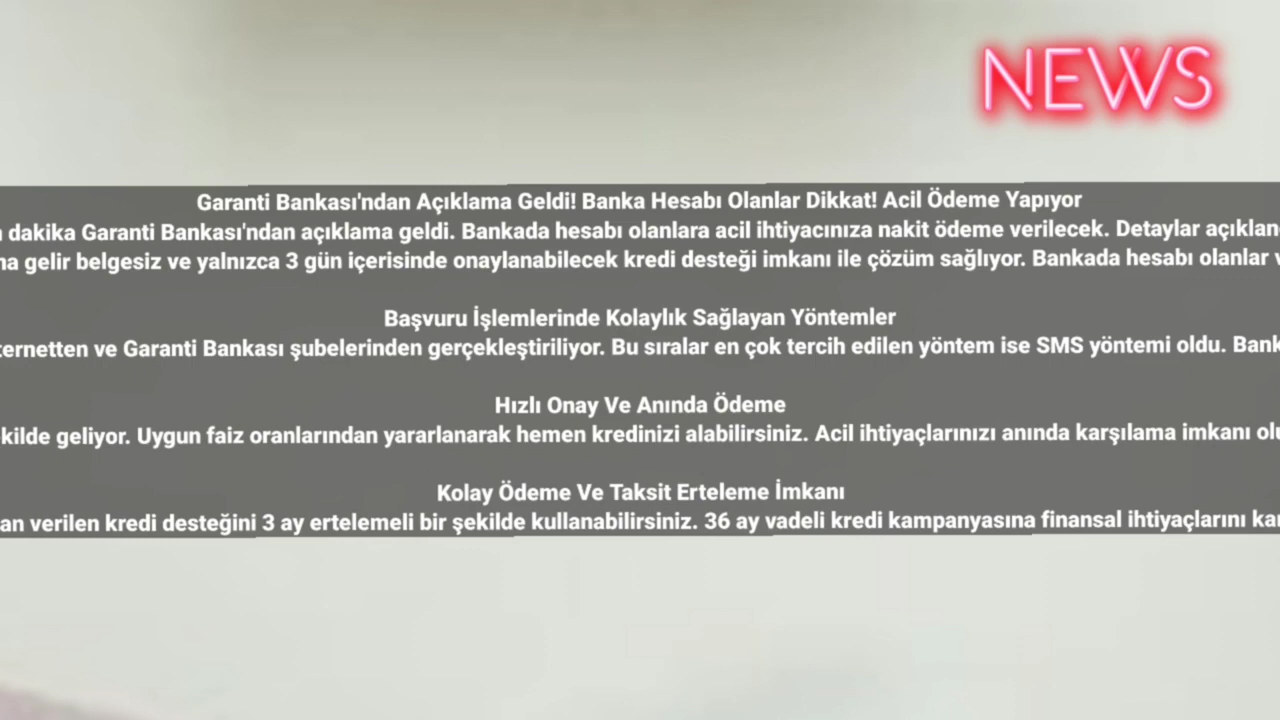 NEWS
Garanti Bankası'ndan Açıklama Geldi! Banka Hesabı Olanlar Dikkat! Acil Ödeme Yapıyor
dakika Garanti Bankası'ndan açıklama geldi. Bankada hesabı olanlara acil ihtiyacınıza nakit ödeme verilecek. Detaylar
gelir belgesiz ve yalnızca 3 gün içerisinde onaylanabilecek kredi desteği imkanı ile çözüm sağlıyor. Bankada hesabı olanlar
Başvuru İşlemlerinde Kolaylık Sağlayan Yöntemler
ve Garanti Bankası şubelerinden gerçekleştiriliyor. Bu sıralar en çok tercih edilen yöntem ise SMS yöntemi oldu.
Hızlı Onay Ve Anında Ödeme
geliyor. Uygun faiz oranlarından yararlanarak hemen kredinizi alabilirsiniz. Acil ihtiyaçlarınızı anında karşılama imkanı
Kolay Ödeme Ve Taksit Erteleme İmkanı
verilen kredi desteğini 3 ay ertelemeli bir şekilde kullanabilirsiniz. 36 ay vadeli kredi kampanyasına finansal ihtiyaçlarını